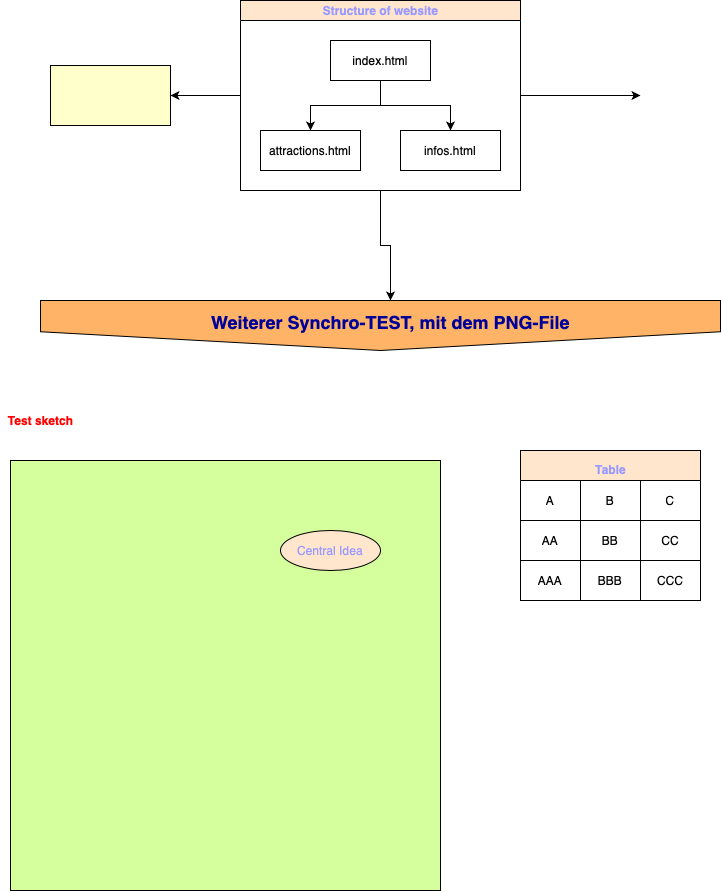 Structure of website
index.html
attractions.html
infos.html
Weiterer Synchro-TEST, mit dem PNG-File
Test sketch
Central Idea
Table
A B C
AA BB CC
AAA BBB CCC